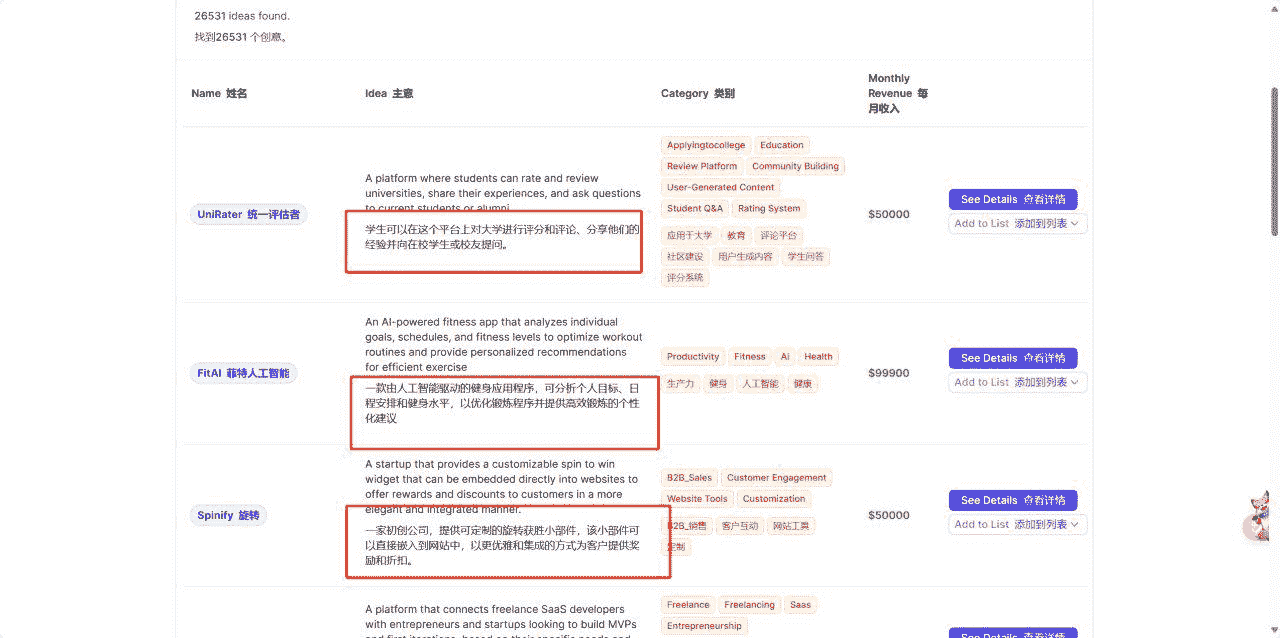 26531 ideas found.
找到26531 个创意。
Name 姓名
Idea 主意
Category 类别
Monthly
Revenue 每
月收入
UniRater 统一评估者
A platform where students can rate and review
universities, share their experiences, and ask questions
to current students or alumni
学生可以在这个平台上对大学进行评分和评论、分享他们的
经验并向在校学生或校友提问。
Applyingtocollege Education
Review Platform Community Building
User-Generated Content
Student Q&A Rating System
应用于大学 教育 评论平台
社区建设 用户生成内容 学生问答
评分系统
$50000
See Details 查看详情
Add to List 添加到列表
FitAI 菲特人工智能
An AI-powered fitness app that analyzes individual
goals, schedules, and fitness levels to optimize workout
routines and provide personalized recommendations
for efficient exercise
一款由人工智能驱动的健身应用程序，可分析个人目标、日
程安排和健身水平，以优化锻炼程序并提供高效锻炼的个性
化建议
Productivity Fitness Ai Health
生产力 健身 人工智能 健康
$99900
See Details 查看详情
Add to List 添加到列表
Spinify 旋转
A startup that provides a customizable spin to win
widget that can be embedded directly into websites to
offer rewards and discounts to customers in a more
elegant and integrated manner.
一家初创公司，提供可定制的旋转获胜小部件，该小部件可
以直接嵌入到网站中，以更优雅和集成的方式为客户提供奖
励和折扣。
B2B_Sales Customer Engagement
Website Tools Customization
B2B_销售 客户互动 网站工具
定制
$50000
See Details 查看详情
Add to List 添加到列表
A platform that connects freelance SaaS developers
with entrepreneurs and startups looking to build MVPs
Freelance Freelancing Saas
Entrepreneurship
See Details 查看详情